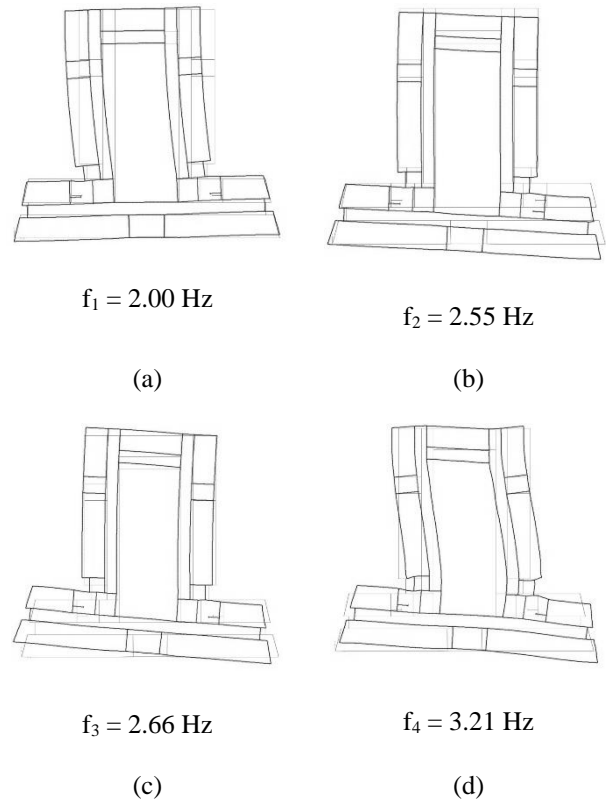 f₁ = 2.00 Hz
f₂ = 2.55 Hz
(a)
(b)
f₃ = 2.66 Hz
f₄ = 3.21 Hz
(c)
(d)